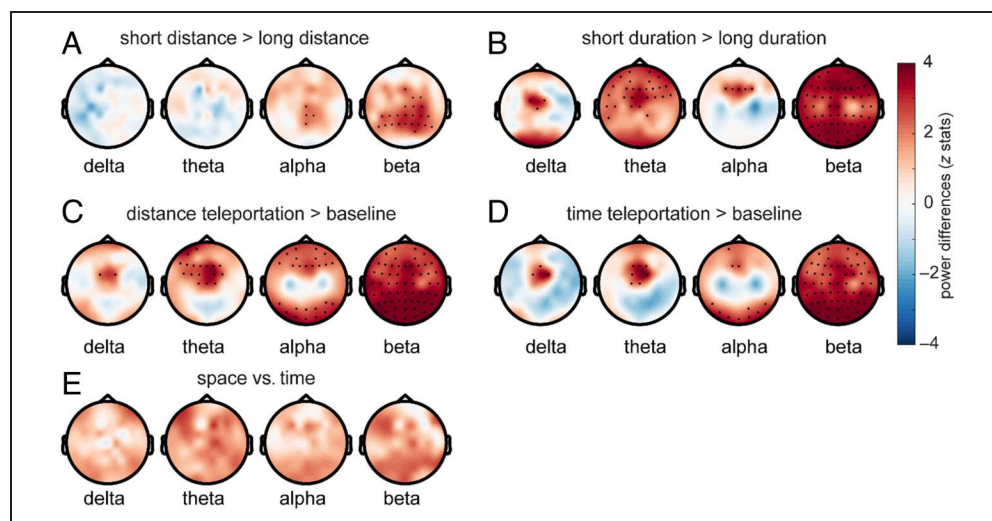 A
short distance > long distance
delta
theta
alpha
beta
B
short duration > long duration
delta
theta
alpha
beta
4
2
0
−2
−4
power differences (z stats)
C
distance teleportation > baseline
delta
theta
alpha
beta
D
time teleportation > baseline
delta
theta
alpha
beta
E
space vs. time
delta
theta
alpha
beta